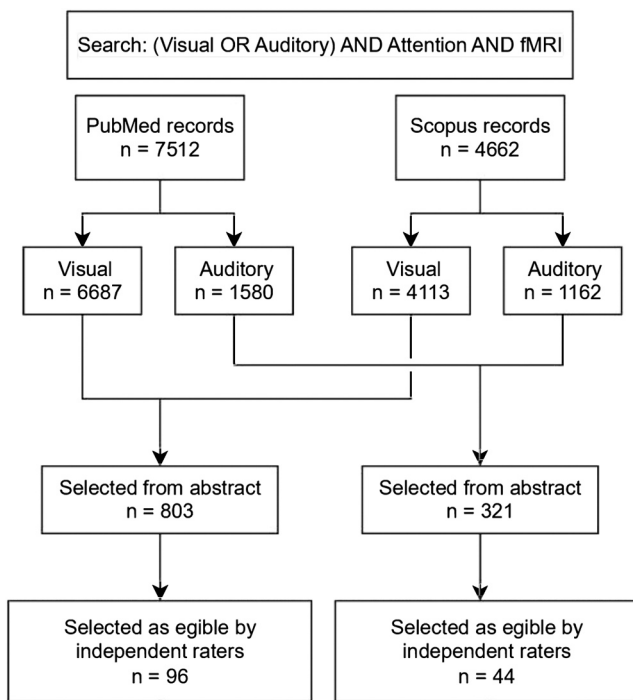 Search: (Visual OR Auditory) AND Attention AND fMRI
PubMed records
n = 7512
Scopus records
n = 4662
Visual
n = 6687
Auditory
n = 1580
Visual
n = 4113
Auditory
n = 1162
Selected from abstract
n = 803
Selected from abstract
n = 321
Selected as egible by
independent raters
n = 96
Selected as egible by
independent raters
n = 44